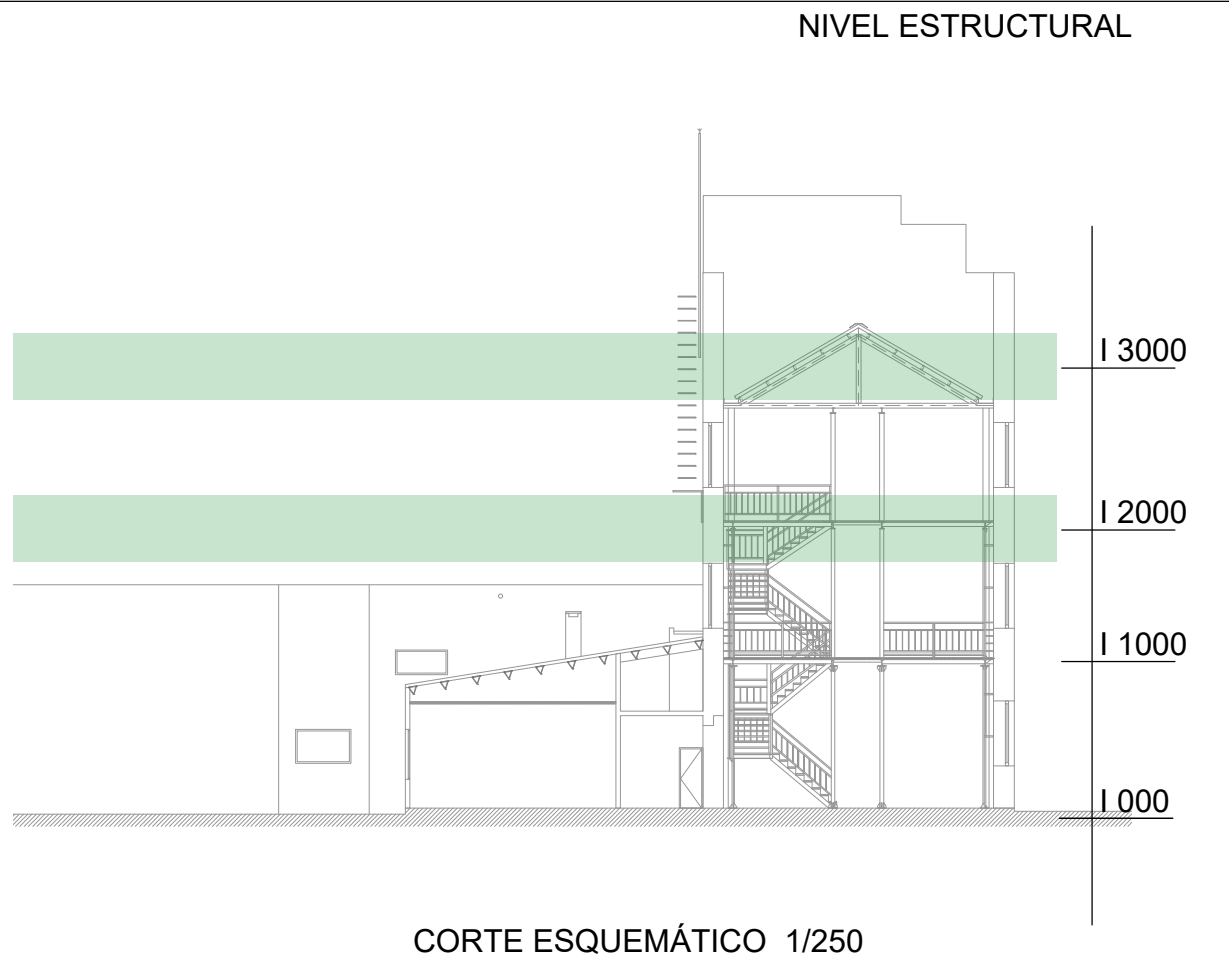 NIVEL ESTRUCTURAL
I 3000
I 2000
I 1000
I 000
CORTE ESQUEMÁTICO 1/250